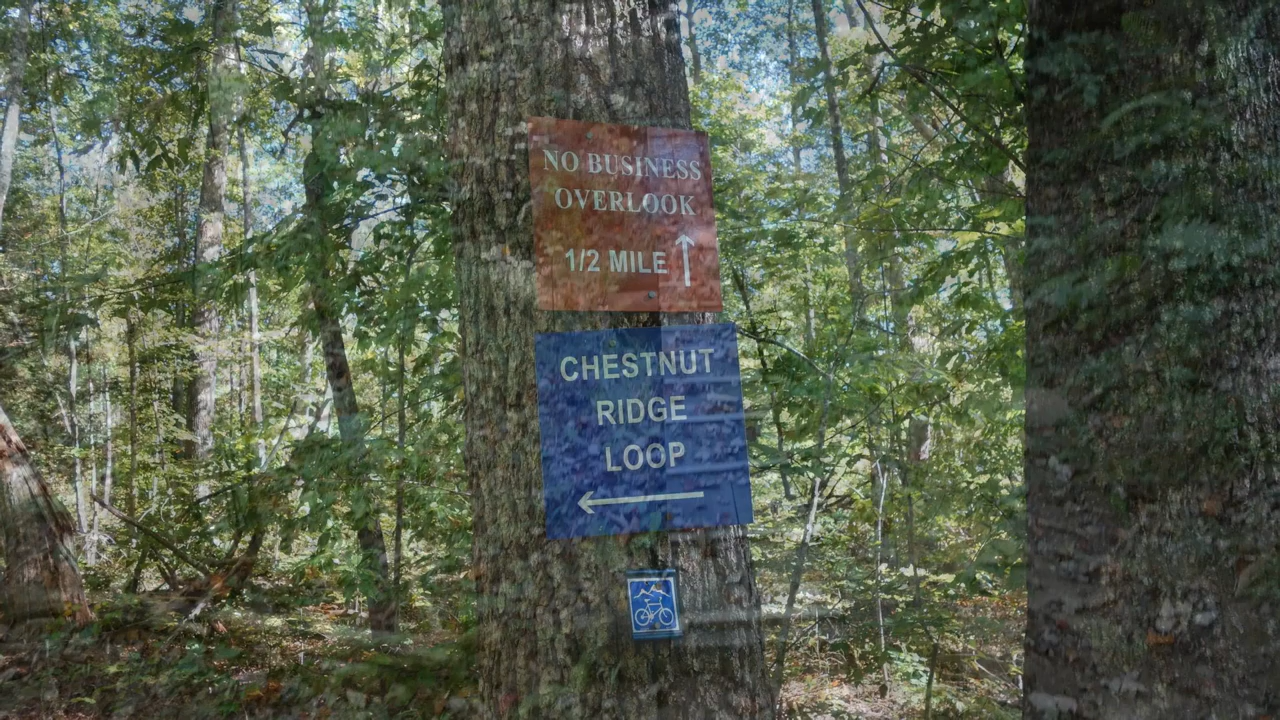 NO BUSINESS
OVERLOOK
1/2 MILE
CHESTNUT
RIDGE
LOOP